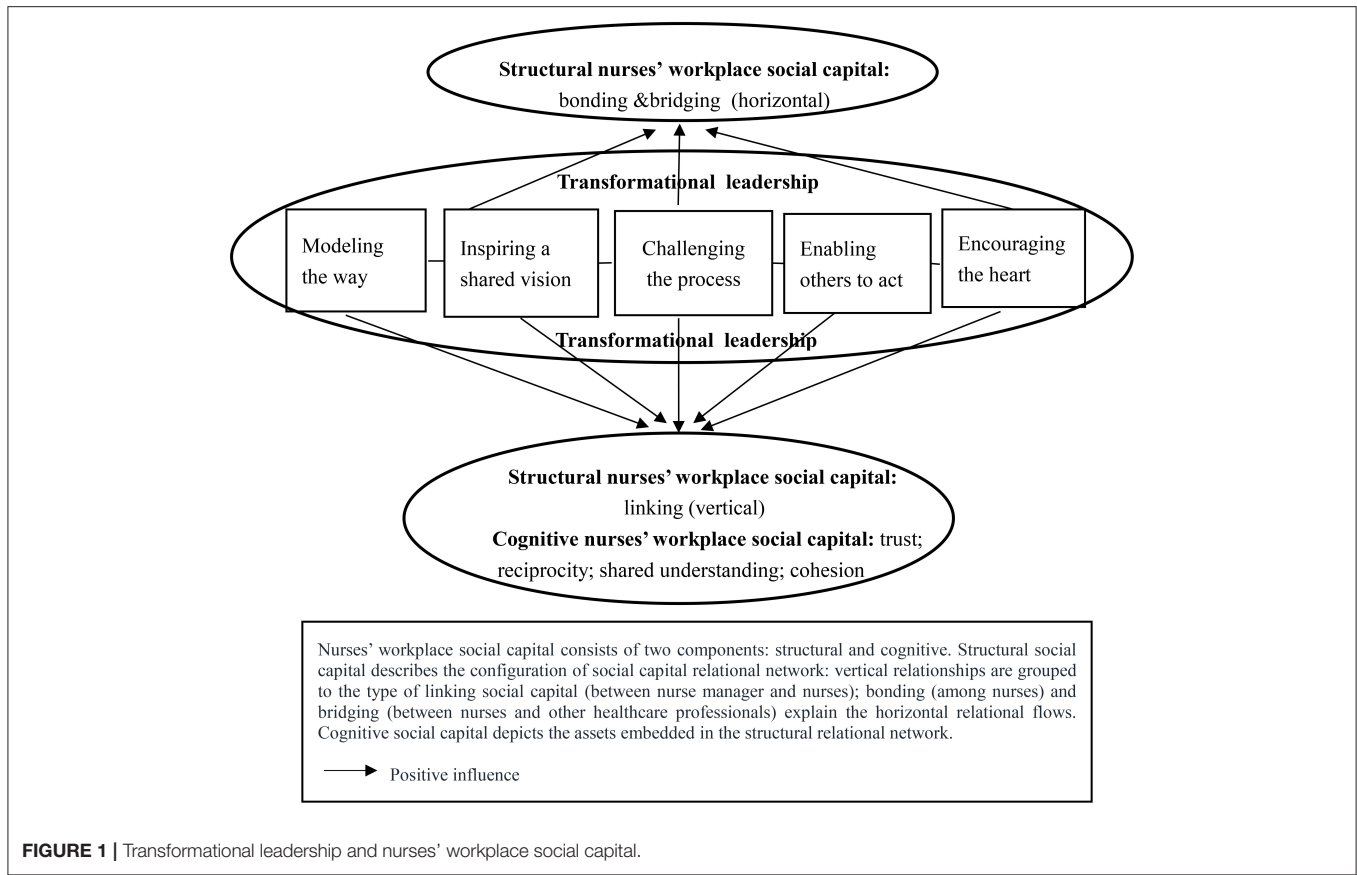 Structural nurses' workplace social capital:
bonding &bridging (horizontal)
Transformational leadership
Modeling
the way
Inspiring a
shared vision
Challenging
the process
Enabling
others to act
Encouraging
the heart
Transformational leadership
Structural nurses' workplace social capital:
linking (vertical)
Cognitive nurses' workplace social capital: trust;
reciprocity; shared understanding; cohesion
Nurses' workplace social capital consists of two components: structural and cognitive. Structural social
capital describes the configuration of social capital relational network: vertical relationships are grouped
to the type of linking social capital (between nurse manager and nurses); bonding (among nurses) and
bridging (between nurses and other healthcare professionals) explain the horizontal relational flows.
Cognitive social capital depicts the assets embedded in the structural relational network.
Positive influence
FIGURE 1 | Transformational leadership and nurses' workplace social capital.